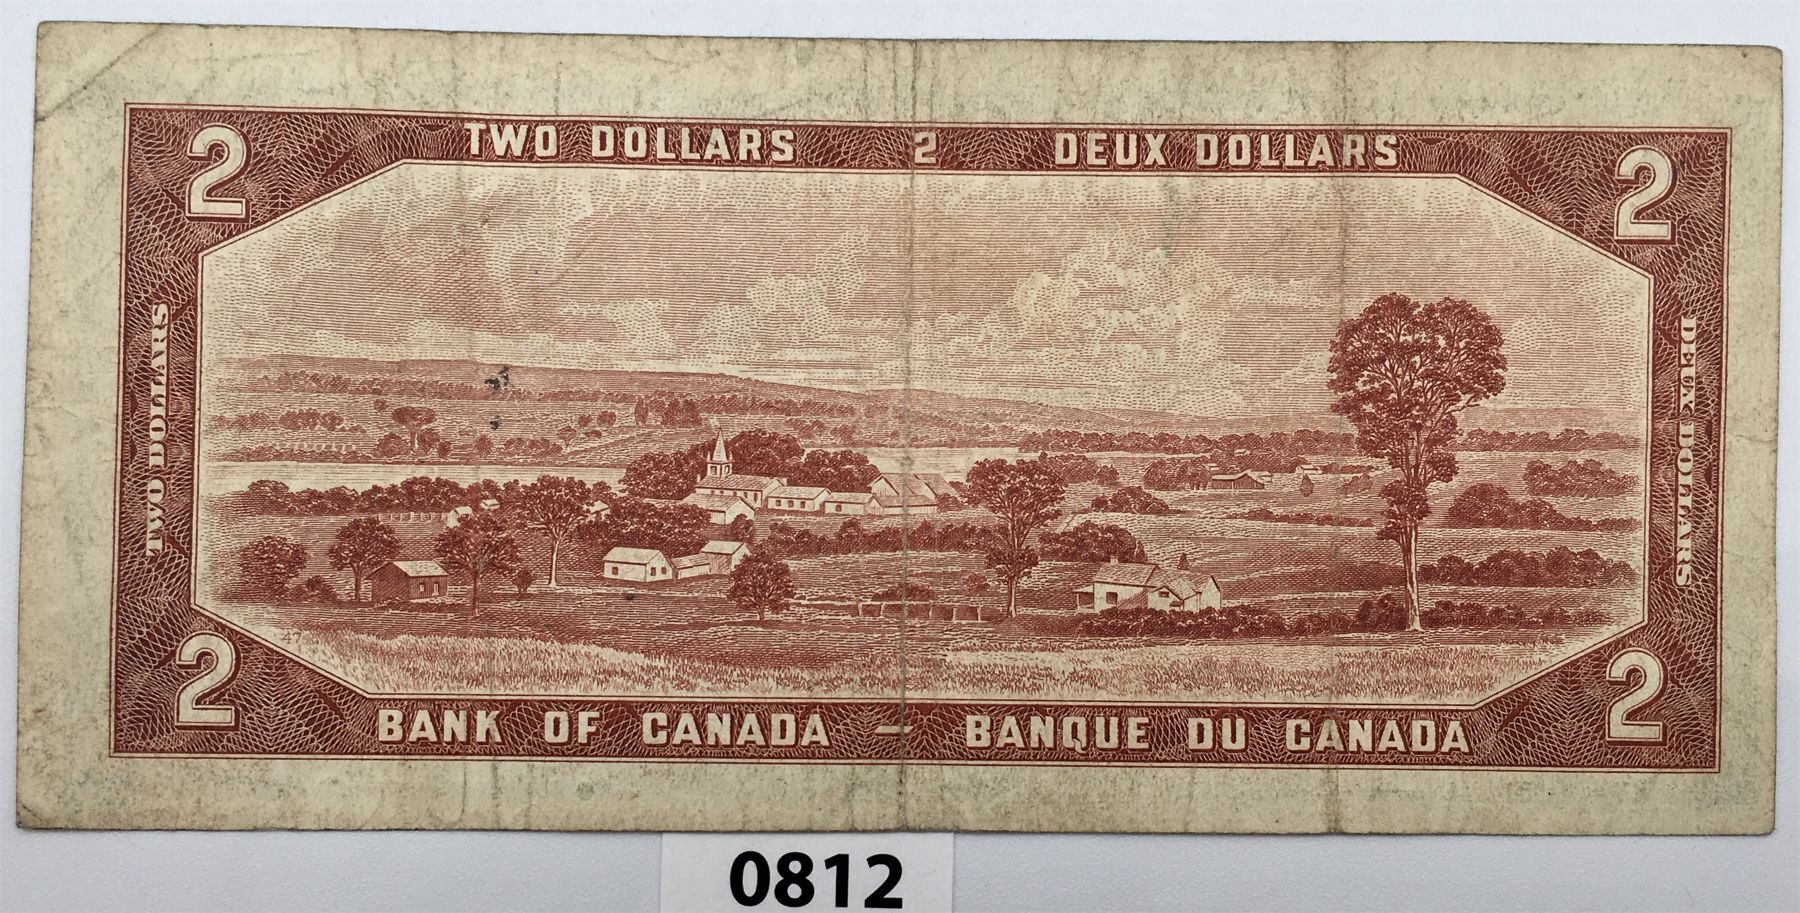 2 TWO DOLLARS 2 DEUX DOLLARS 2
TWO DOLLARS
DEUX DOLLARS
47
2 BANK OF CANADA – BANQUE DU CANADA 2
0812